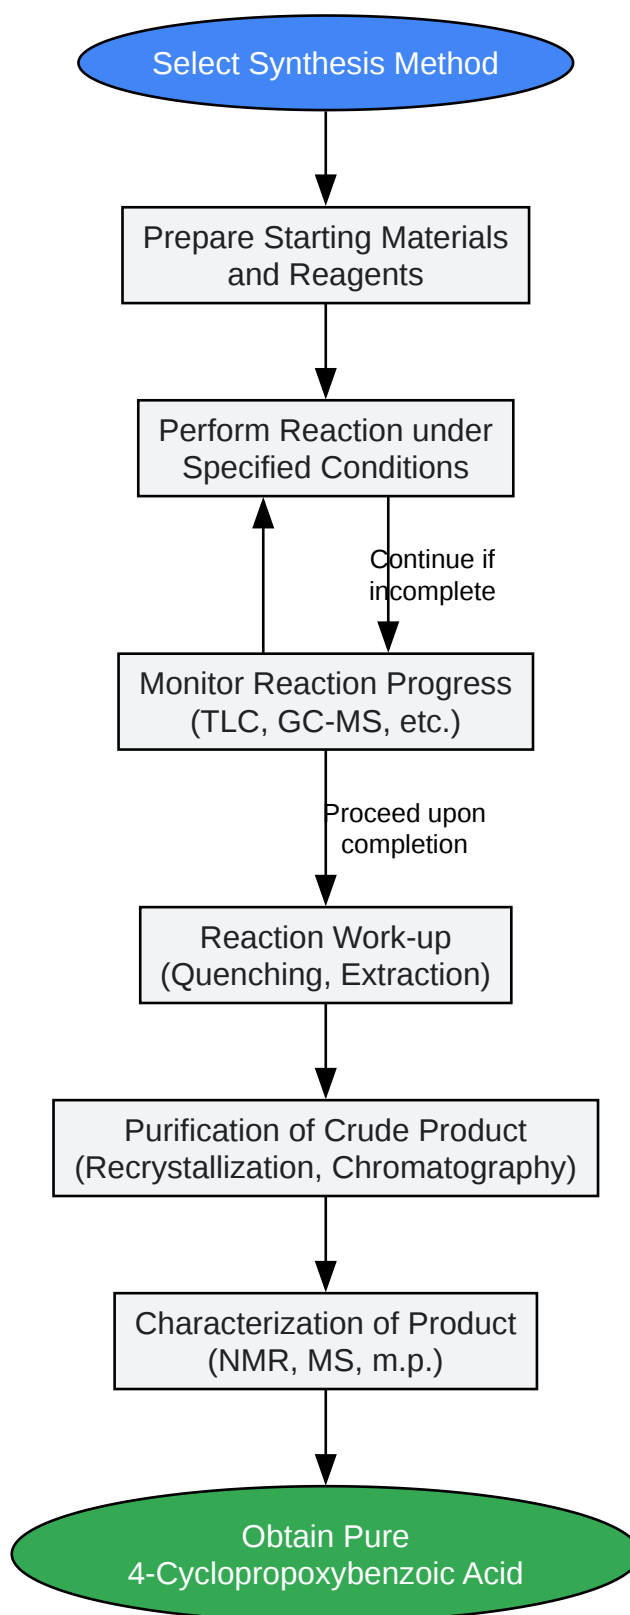 Select Synthesis Method
Prepare Starting Materials
and Reagents
Perform Reaction under
Specified Conditions
Continue if
incomplete
Monitor Reaction Progress
(TLC, GC-MS, etc.)
Proceed upon
completion
Reaction Work-up
(Quenching, Extraction)
Purification of Crude Product
(Recrystallization, Chromatography)
Characterization of Product
(NMR, MS, m.p.)
Obtain Pure
4-Cyclopropoxybenzoic Acid